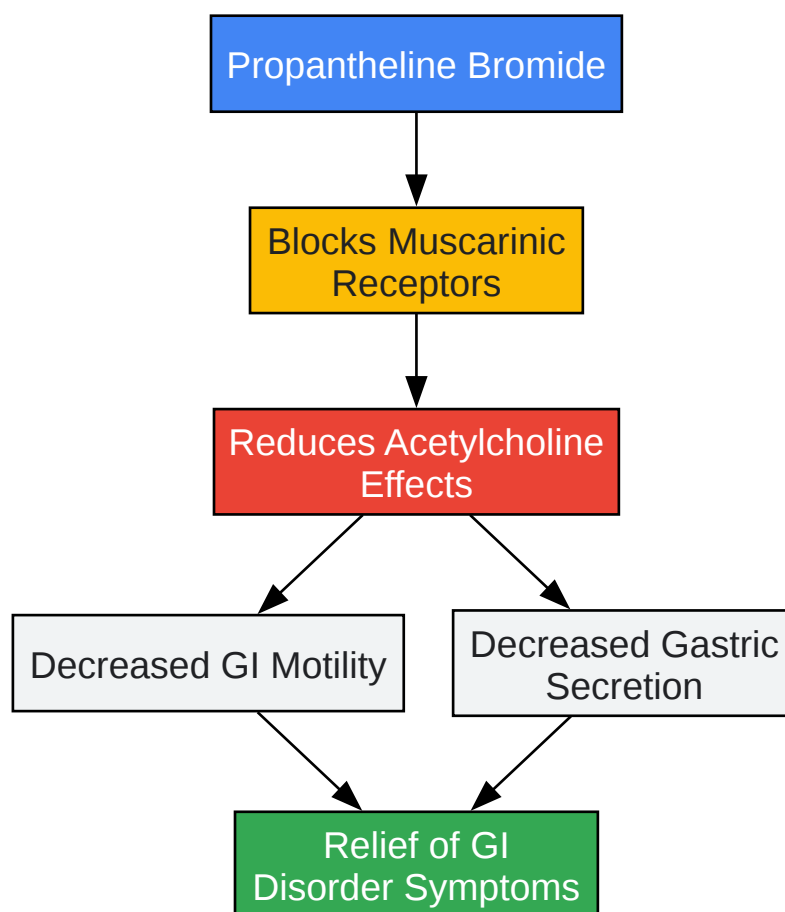 Propantheline Bromide
Blocks Muscarinic
Receptors
Reduces Acetylcholine
Effects
Decreased GI Motility
Decreased Gastric
Secretion
Relief of GI
Disorder Symptoms